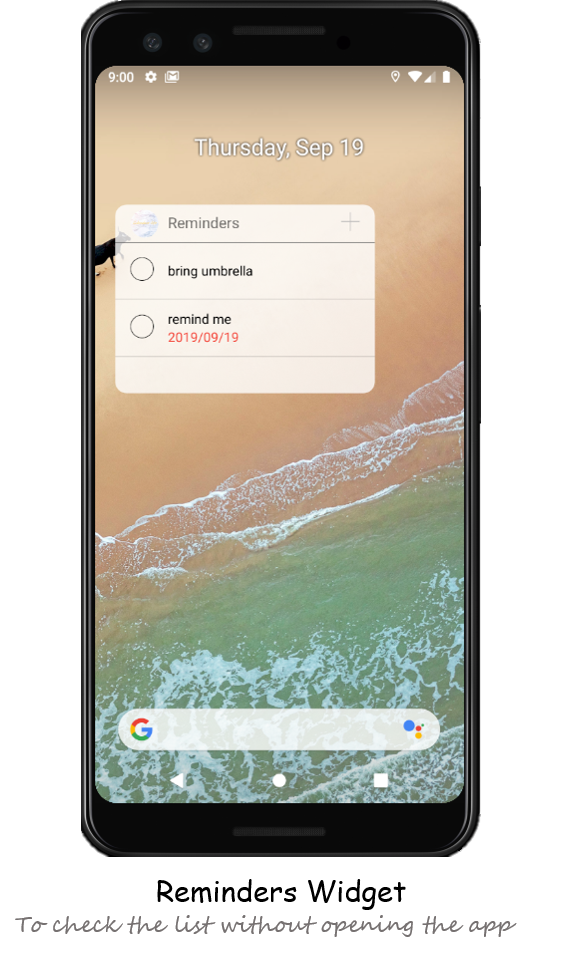 9:00
Thursday, Sep 19
Reminders
bring umbrella
remind me
2019/09/19
Reminders Widget
To check the list without opening the app